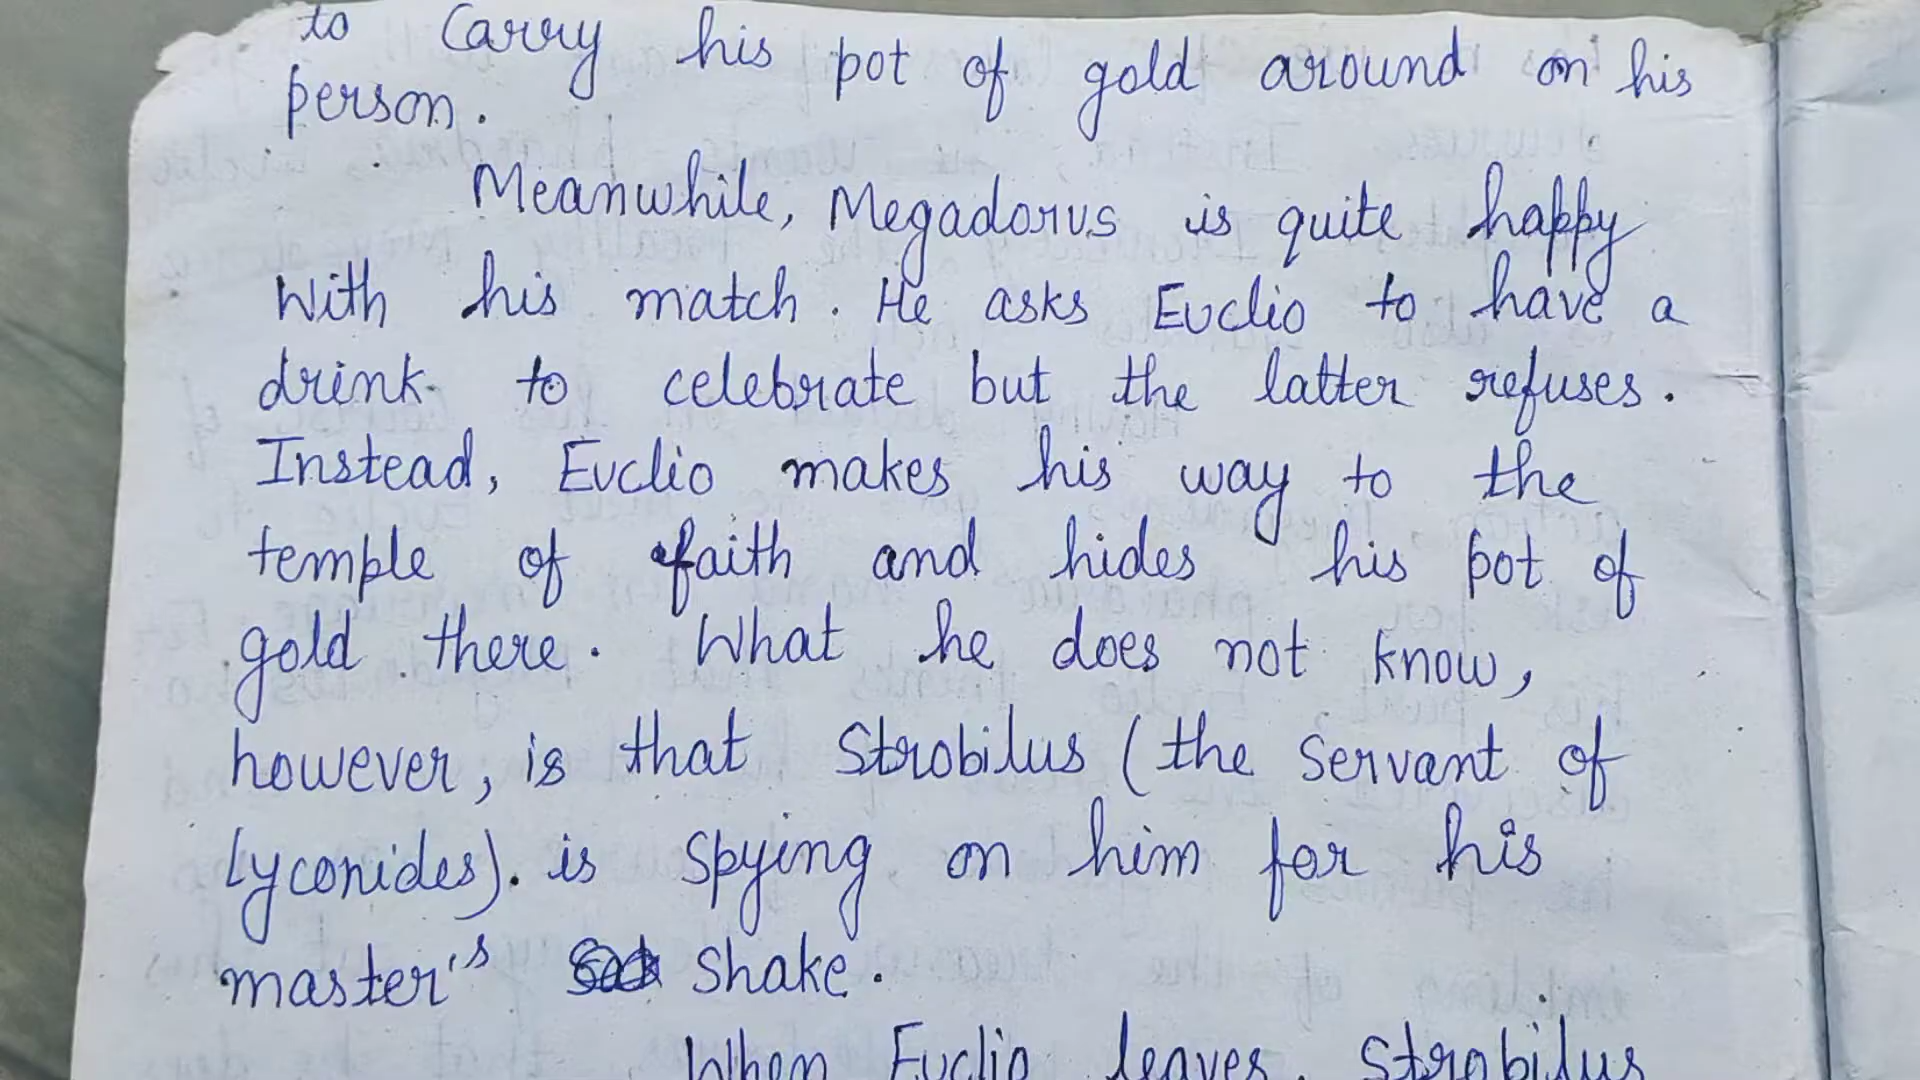 to carry his pot of gold around on his
person.
Meanwhile, Megadorus is quite happy
with his match. He asks Euclio to have a
drink to celebrate but the latter refuses.
Instead, Euclio makes his way to the
temple of faith and hides his pot of
gold there. What he does not know,
however, is that Strobilus (the Servant of
Lyconides). is spying on him for his
master's shake.
When Euclio leaves, Strobilus